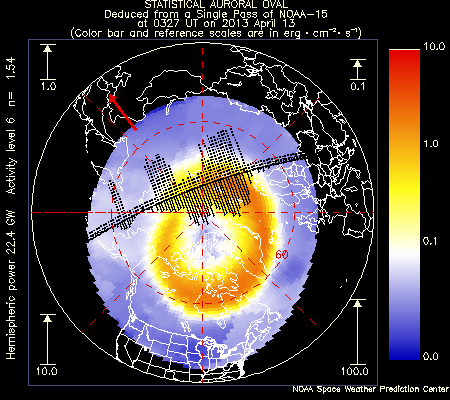 STATISTICAL AURORAL OVAL
Deduced from a Single Pass of NOAA-15
at 0327 UT on 2013 April 13
(Color bar and reference scales are in erg · cm⁻² · s⁻¹)
1.0
0.1
10.0
1.0
0.1
0.0
60
10.0
100.0
Hemispheric power 22.4 GW Activity level 6 n= 1.54
NOAA Space Weather Prediction Center